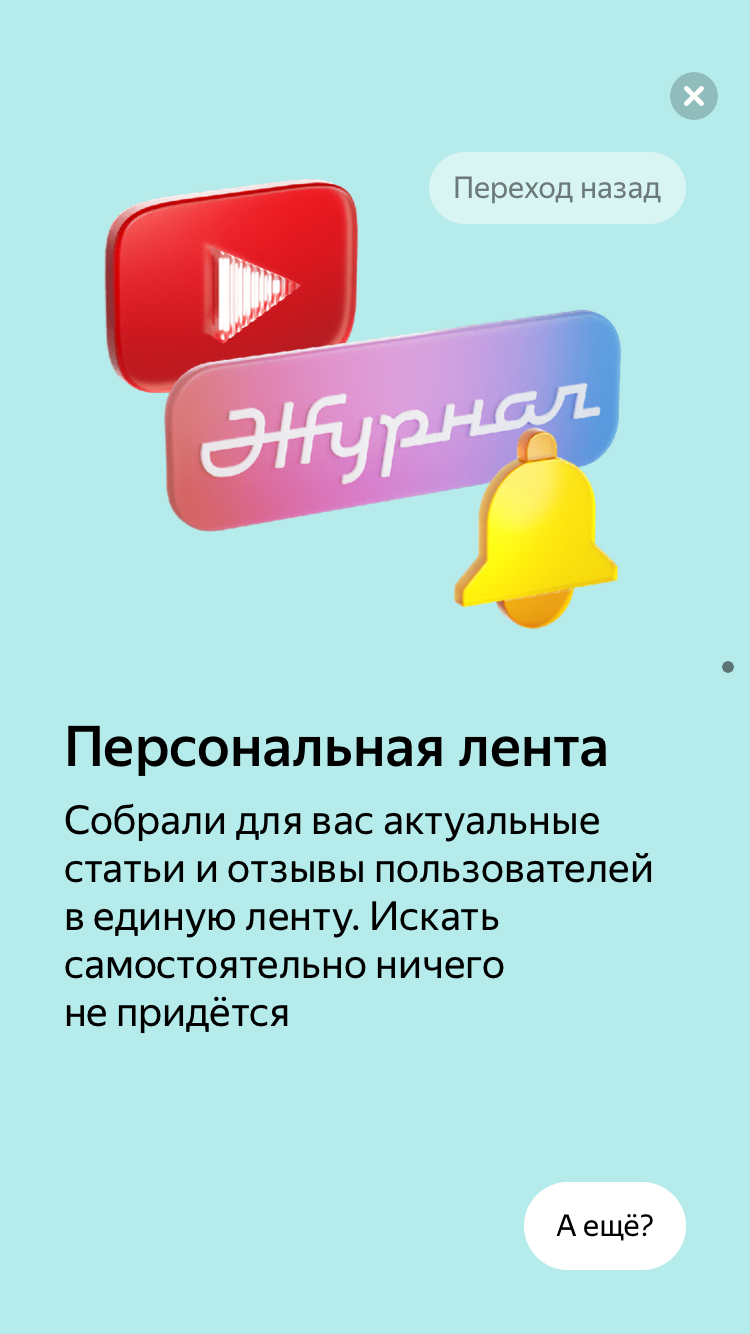 Переход назад
Журнал
Персональная лента
Собрали для вас актуальные
статьи и отзывы пользователей
в единую ленту. Искать
самостоятельно ничего
не придётся
А ещё?